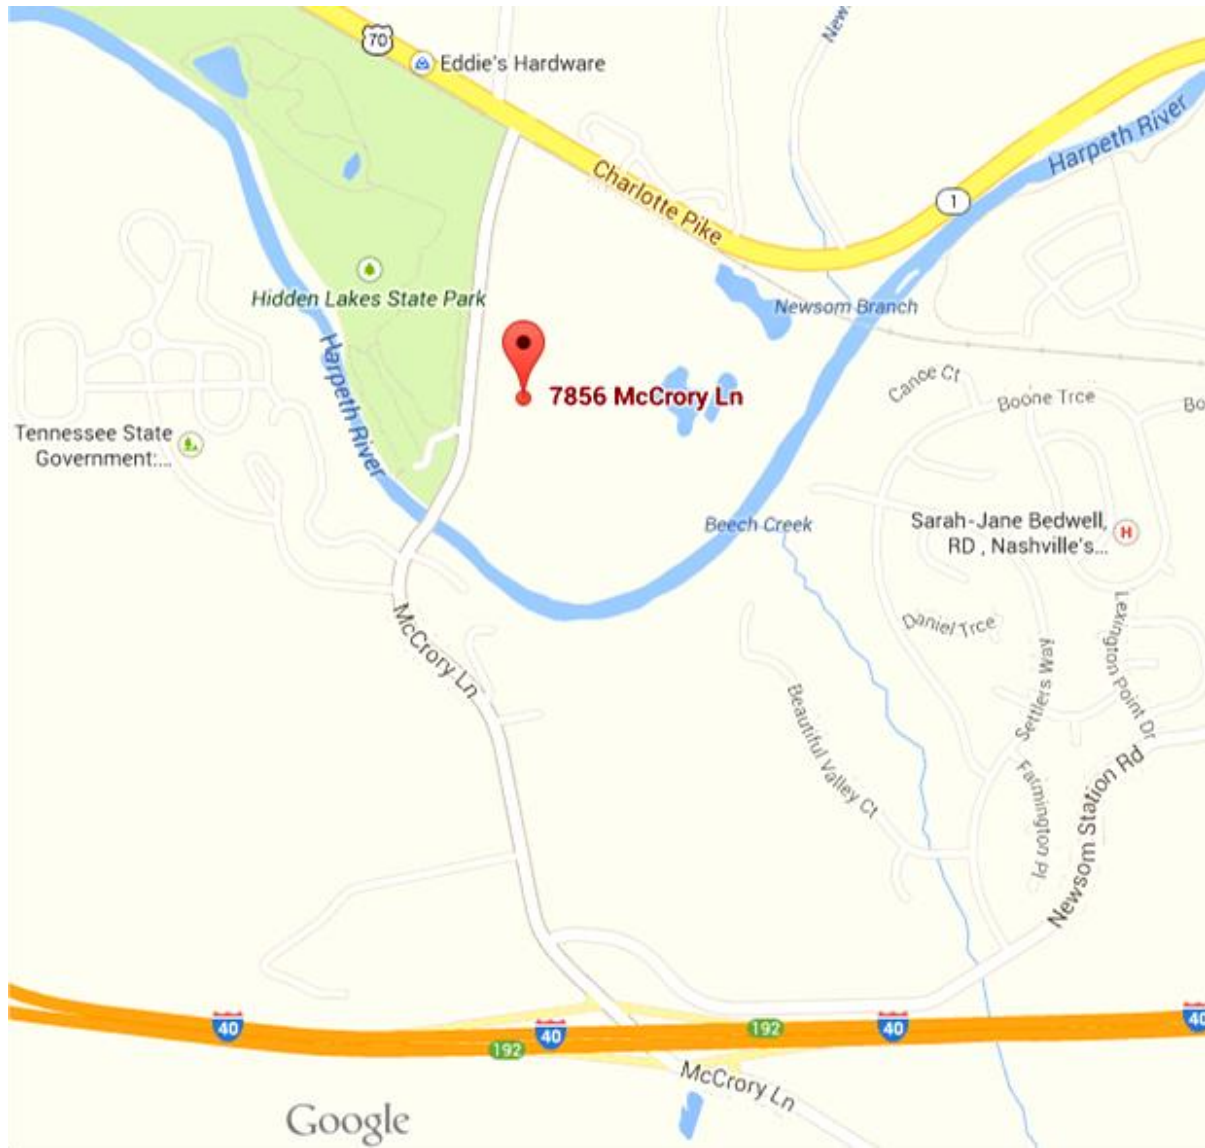 New
70
Eddie's Hardware
Harpeth River
Charlotte Pike
1
Hidden Lakes State Park
Newsom Branch
Harpeth River
7856 McCrory Ln
Canoe Ct
Boone Trce
Bo
Tennessee State
Government:...
Beech Creek
Sarah-Jane Bedwell,
RD , Nashville's...
H
McCrory Ln
Daniel Trce
Lexington Point Dr
Settlers Way
Beautiful Valley Ct
Farmington Pl
Newsom Station Rd
40
40
192
40
40
192
McCrory Ln
Google